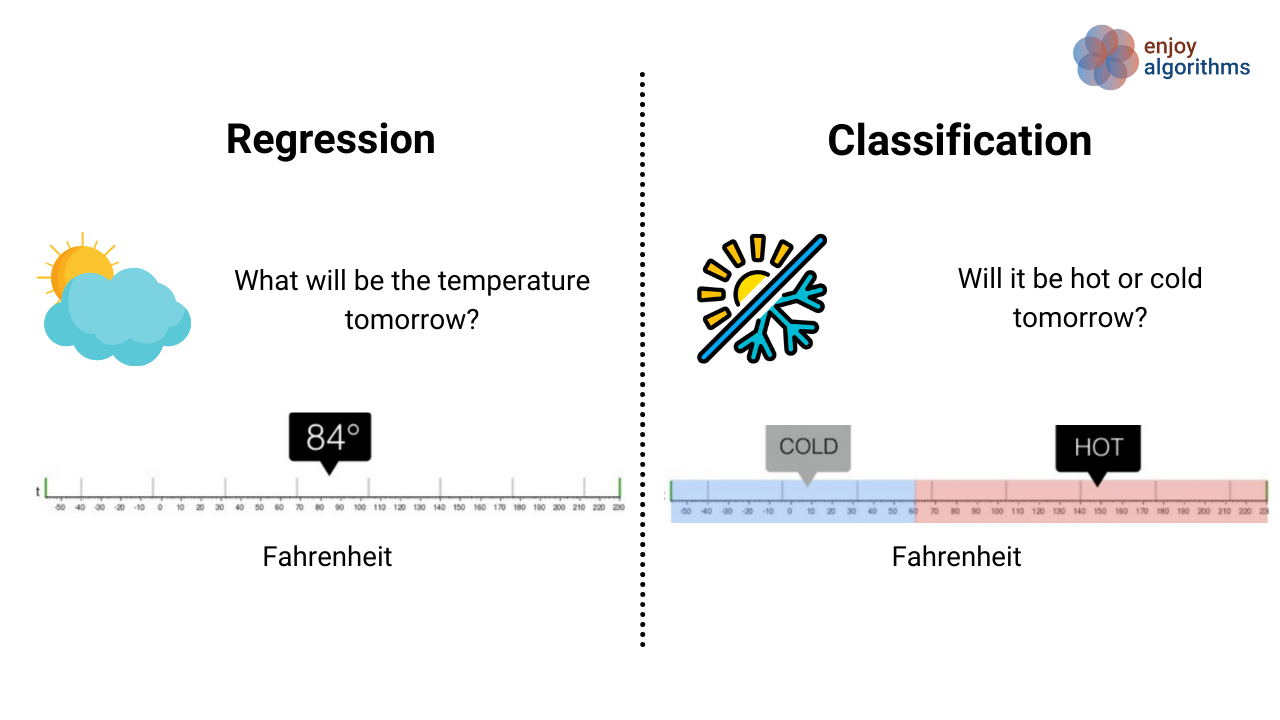 enjoy
algorithms
Regression
What will be the temperature
tomorrow?
84°
t
-50 -40 -30 -20 -10 0 10 20 30 40 50 60 70 80 90 100 110 120 130 140 150 160 170 180 190 200 210 220 230
Fahrenheit
Classification
Will it be hot or cold
tomorrow?
COLD HOT
-50 -40 -30 -20 -10 0 10 20 30 40 50 60 70 80 90 100 110 120 130 140 150 160 170 180 190 200 210 220
Fahrenheit